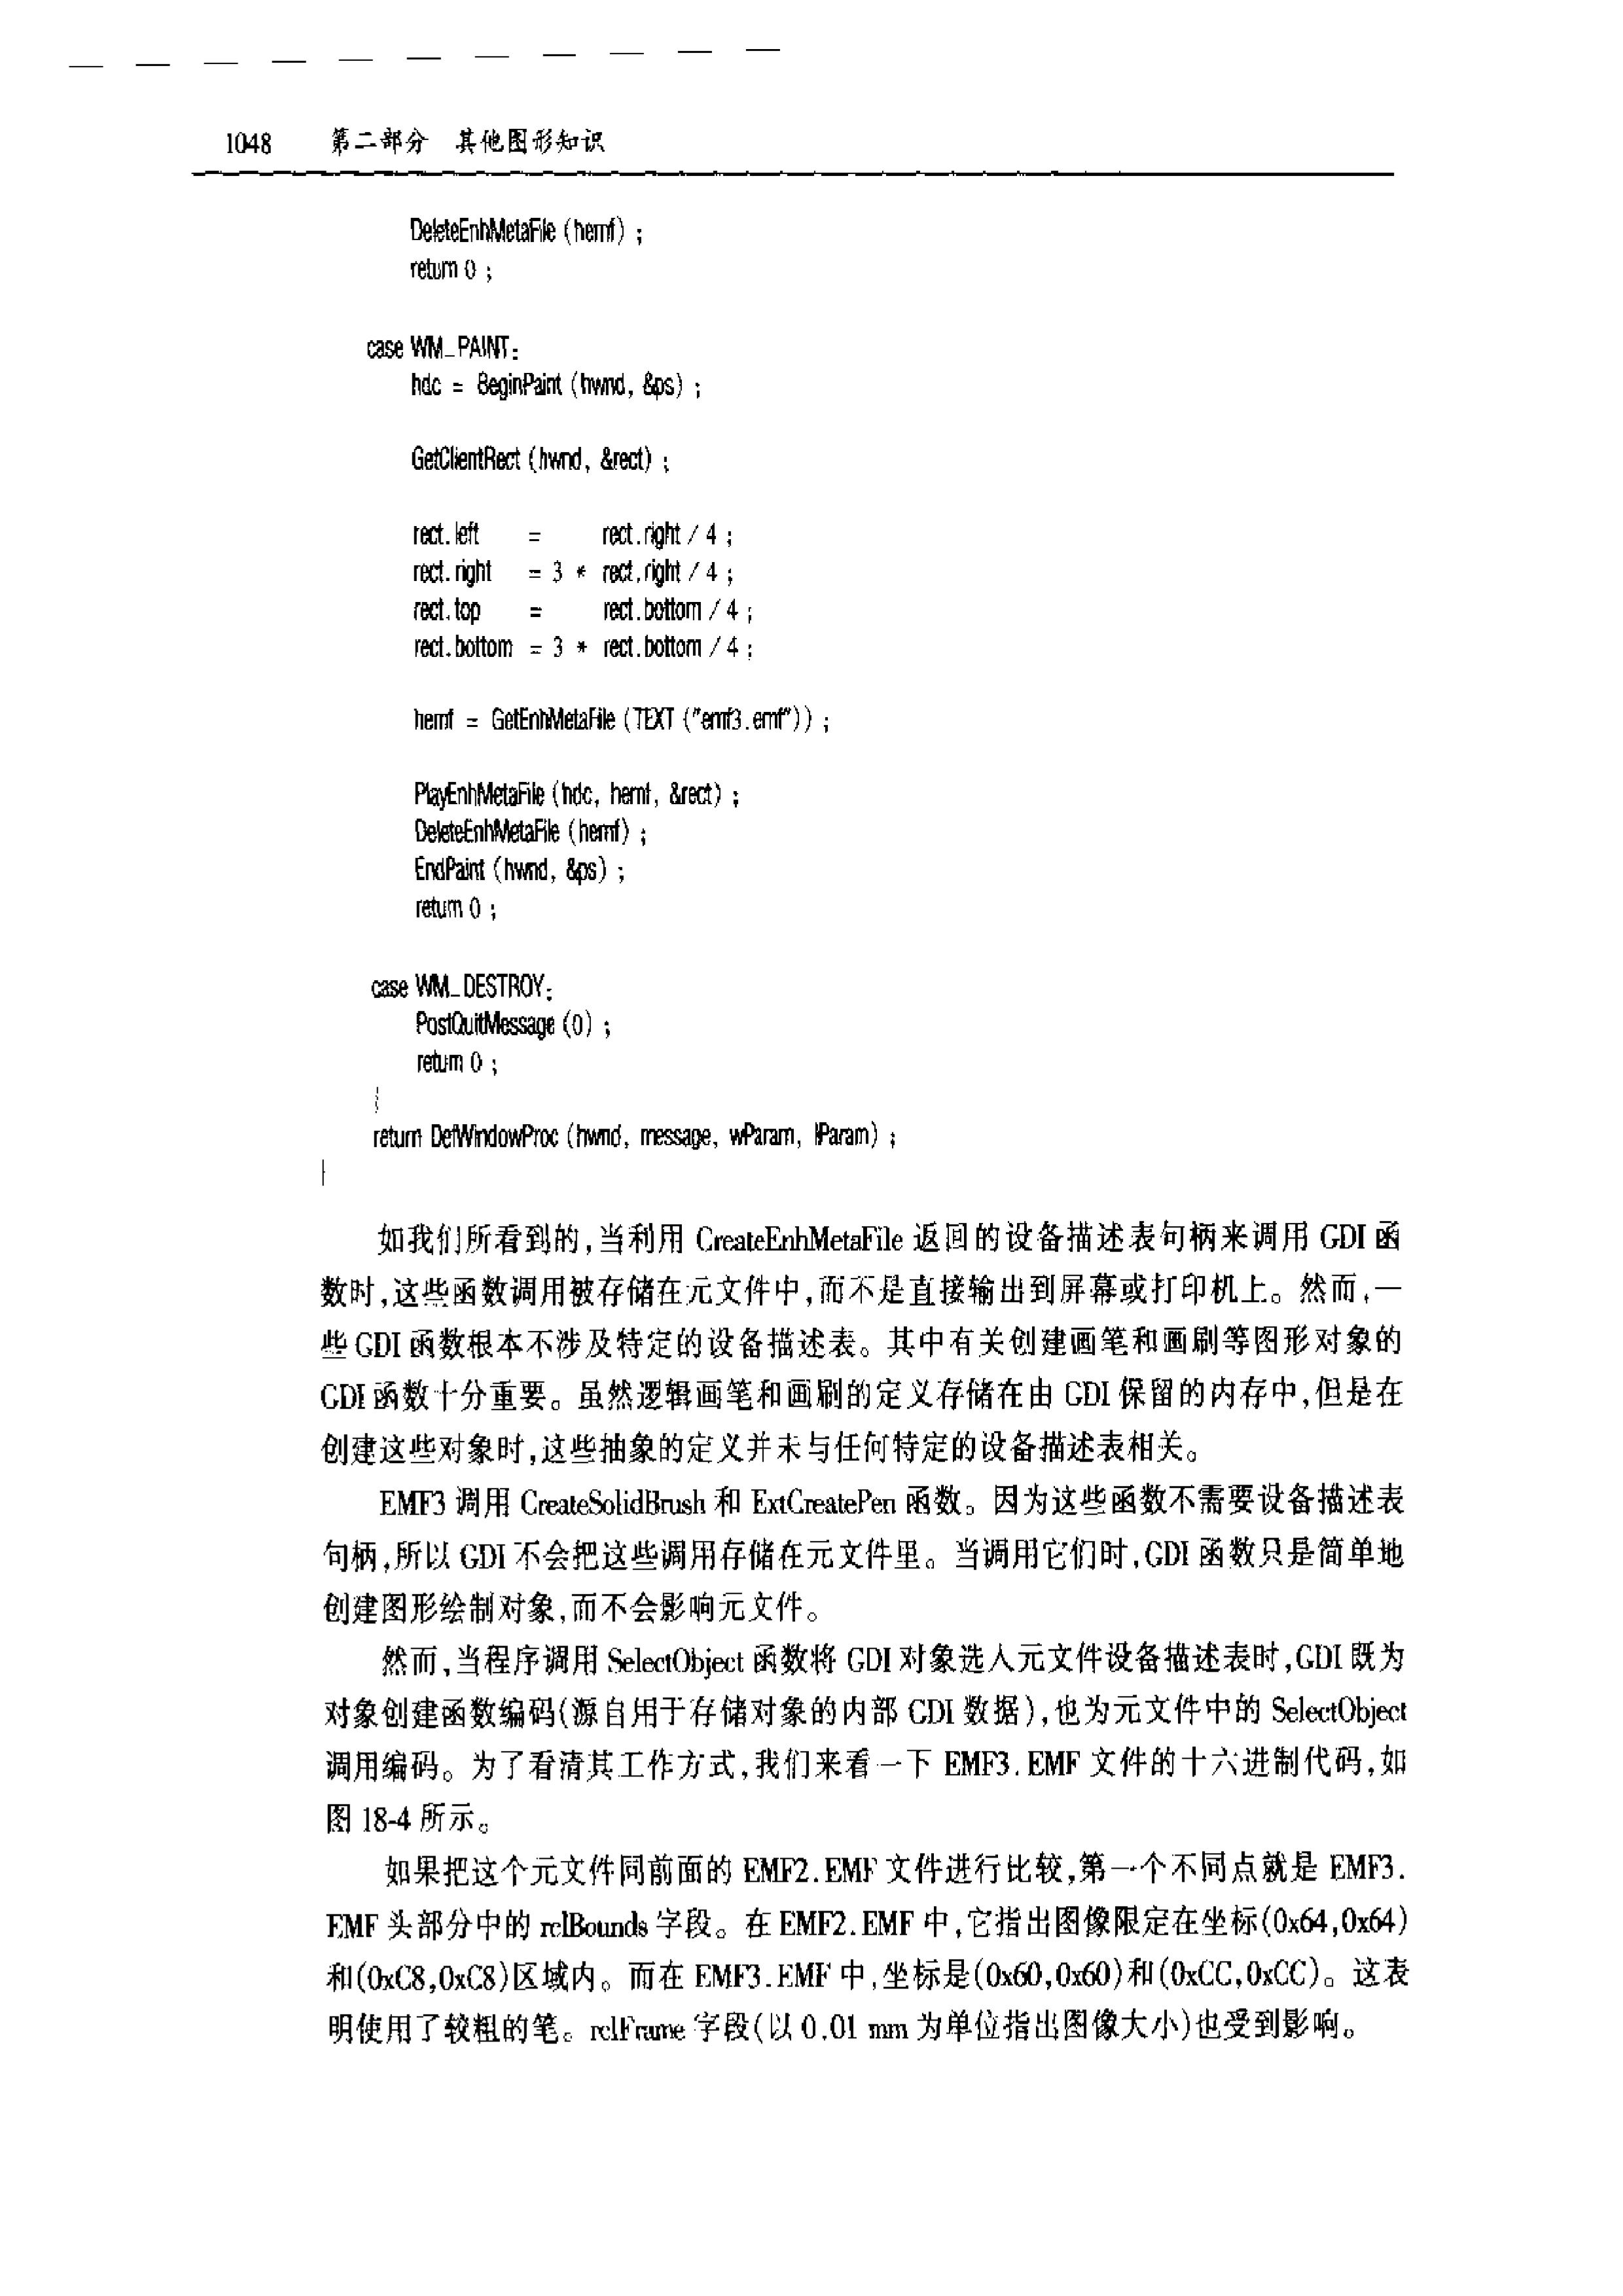 1048 第二部分 其他图形知识
DeleteEnhMetaFile (hemf) ;
return 0 ;
case WM_PAINT:
hdc = BeginPaint (hwnd, &ps) ;
GetClientRect (hwnd, &rect) ;
rect.left = rect.right / 4 ;
rect.right = 3 * rect.right / 4 ;
rect.top = rect.bottom / 4 ;
rect.bottom = 3 * rect.bottom / 4 ;
hemf = GetEnhMetaFile (TEXT ("emf3.emf")) ;
PlayEnhMetaFile (hdc, hemf, &rect) ;
DeleteEnhMetaFile (hemf) ;
EndPaint (hwnd, &ps) ;
return 0 ;
case WM_DESTROY:
PostQuitMessage (0) ;
return 0 ;
}
return DefWindowProc (hwnd, message, wParam, lParam) ;
}
如我们所看到的,当利用 CreateEnhMetaFile 返回的设备描述表句柄来调用 GDI 函
数时,这些函数调用被存储在元文件中,而不是直接输出到屏幕或打印机上。然而,一
些 GDI 函数根本不涉及特定的设备描述表。其中有关创建画笔和画刷等图形对象的
GDI 函数十分重要。虽然逻辑画笔和画刷的定义存储在由 GDI 保留的内存中,但是在
创建这些对象时,这些抽象的定义并未与任何特定的设备描述表相关。
EMF3 调用 CreateSolidBrush 和 ExtCreatePen 函数。因为这些函数不需要设备描述表
句柄,所以 GDI 不会把这些调用存储在元文件里。当调用它们时,GDI 函数只是简单地
创建图形绘制对象,而不会影响元文件。
然而,当程序调用 SelectObject 函数将 GDI 对象选入元文件设备描述表时,GDI 既为
对象创建函数编码(源自用于存储对象的内部 GDI 数据),也为元文件中的 SelectObject
调用编码。为了看清其工作方式,我们来看一下 EMF3.EMF 文件的十六进制代码,如
图 18-4 所示。
如果把这个元文件同前面的 EMF2.EMF 文件进行比较,第一个不同点就是 EMF3.
EMF 头部分中的 rclBounds 字段。在 EMF2.EMF 中,它指出图像限定在坐标(0x64,0x64)
和(0xC8,0xC8)区域内。而在 EMF3.EMF 中,坐标是(0x60,0x60)和(0xCC,0xCC)。这表
明使用了较粗的笔。rclFrame 字段(以 0.01 mm 为单位指出图像大小)也受到影响。